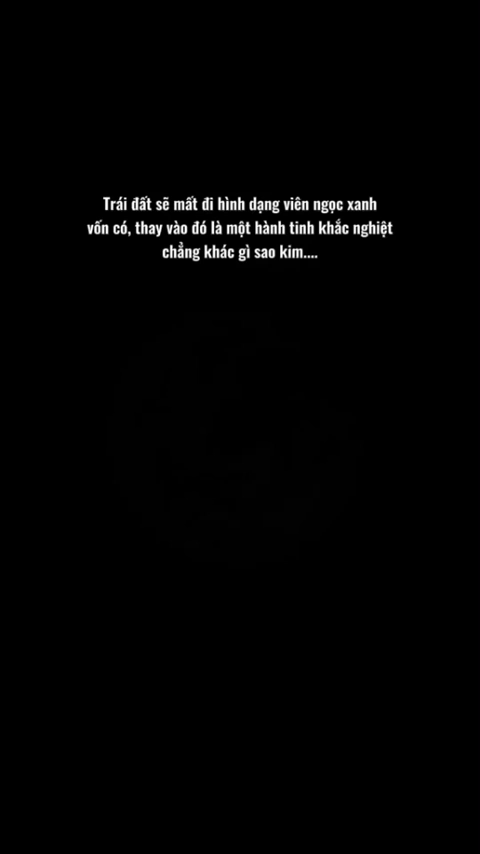 Trái đất sẽ mất đi hình dạng viên ngọc xanh
vốn có, thay vào đó là một hành tinh khắc nghiệt
chẳng khác gì sao kim....